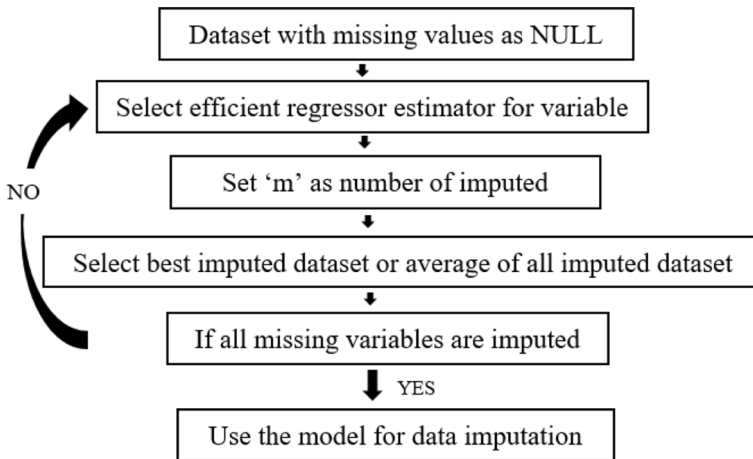 Dataset with missing values as NULL
Select efficient regressor estimator for variable
Set ‘m’ as number of imputed
NO
Select best imputed dataset or average of all imputed dataset
If all missing variables are imputed
YES
Use the model for data imputation